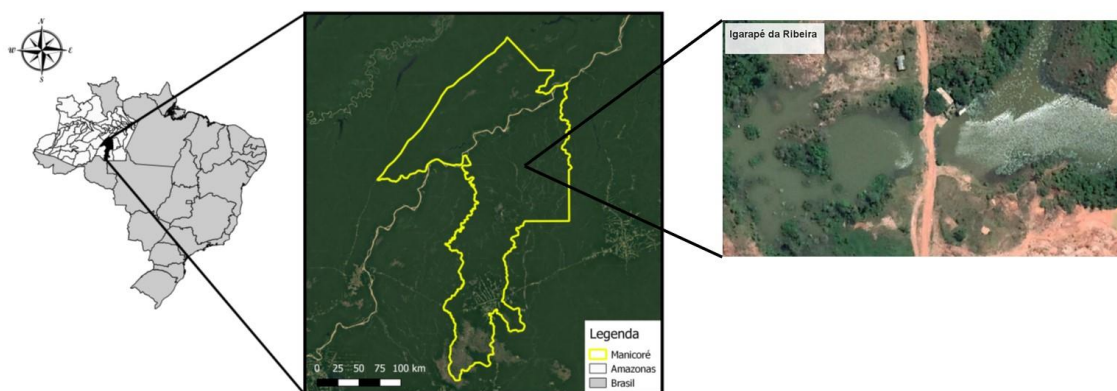 N
W
E
S
Igarapé da Ribeira
Legenda
Manicoré
Amazonas
Brasil
0 25 50 75 100 km